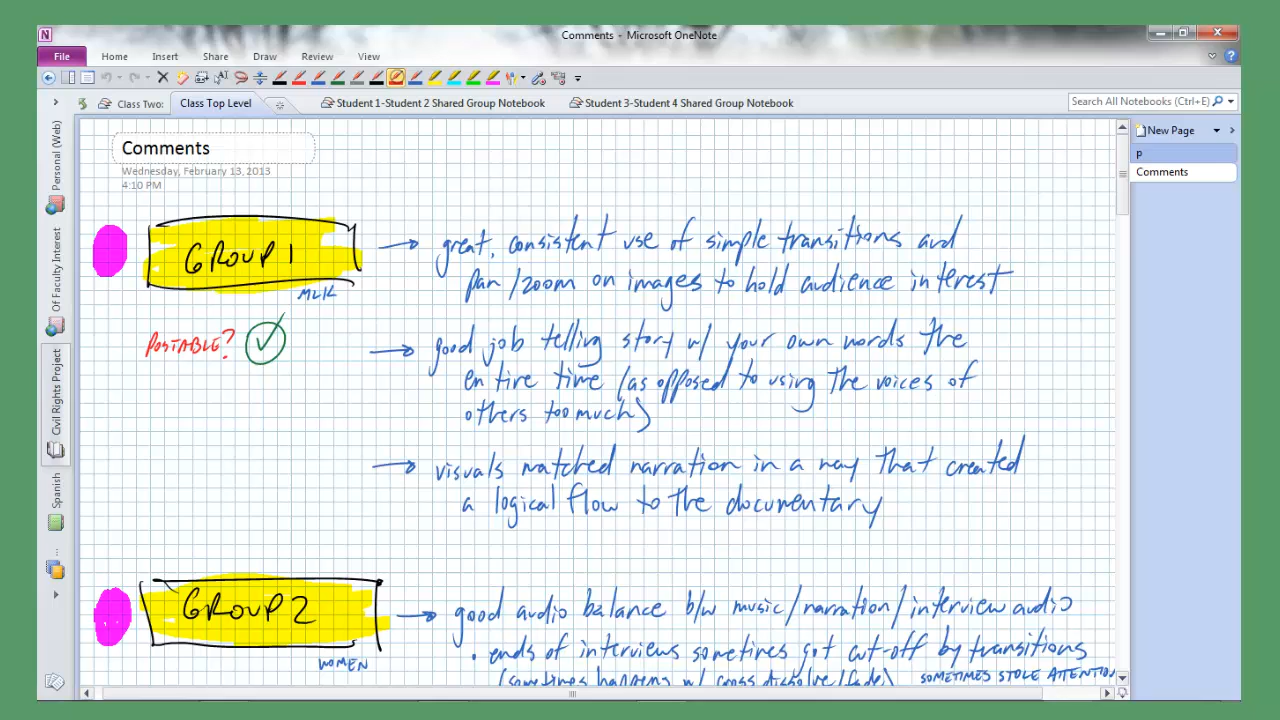 Comments - Microsoft OneNote
File Home Insert Share Draw Review View
Class Two: Class Top Level Student 1-Student 2 Shared Group Notebook Student 3-Student 4 Shared Group Notebook Search All Notebooks (Ctrl+E)
New Page
p
Comments
Personal (Web)
Of Faculty Interest
Civil Rights Project
Spanish
Comments
Wednesday, February 13, 2013
4:10 PM
GROUP 1
MLK
POSTABLE?
→ great, consistent use of simple transitions and
pan/zoom on images to hold audience interest
→ good job telling story w/ your own words the
entire time (as opposed to using the voices of
others too much)
→ visuals matched narration in a way that created
a logical flow to the documentary
GROUP 2
WOMEN
→ good audio balance b/w music/narration/interview audio
· ends of interviews sometimes got cut-off by transitions
(sometimes happens w/ cross dissolve/fade) SOMETIMES STOLE ATTENTION